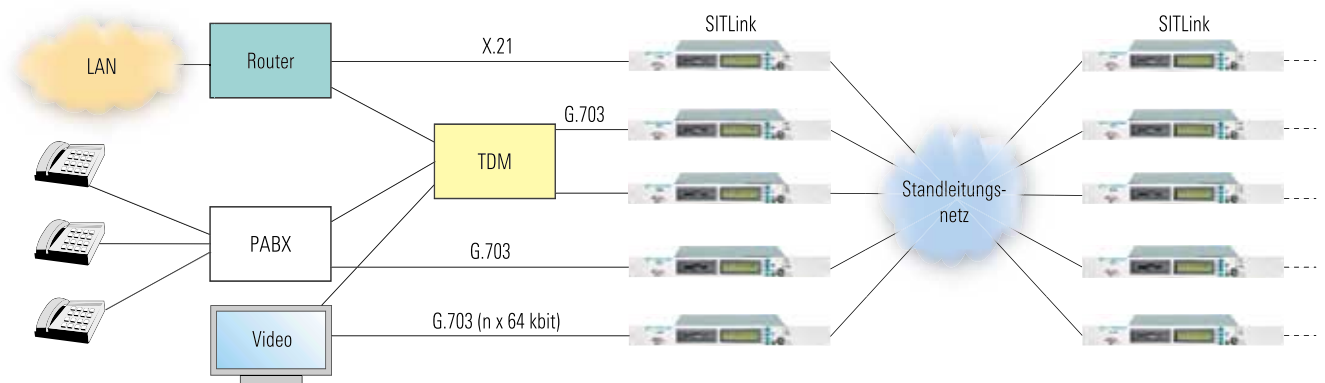 SITLink
SITLink
LAN
Router
X.21
G.703
TDM
Standleitungs-
netz
PABX
G.703
Video
G.703 (n x 64 kbit)